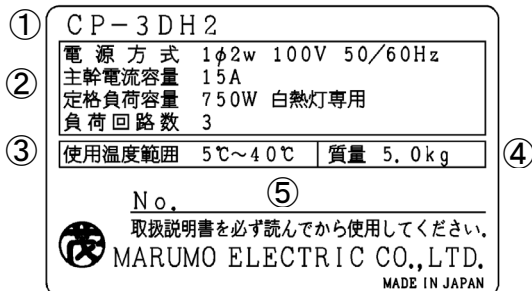 ① CP-3DH2
電源方式 1φ2w 100V 50/60Hz
② 主幹電流容量 15A
定格負荷容量 750W 白熱灯専用
負荷回路数 3
③ 使用温度範囲 5℃～40℃ 質量 5.0kg ④
No. ⑤
取扱説明書を必ず読んでから使用してください。
茂 MARUMO ELECTRIC CO.,LTD.
MADE IN JAPAN